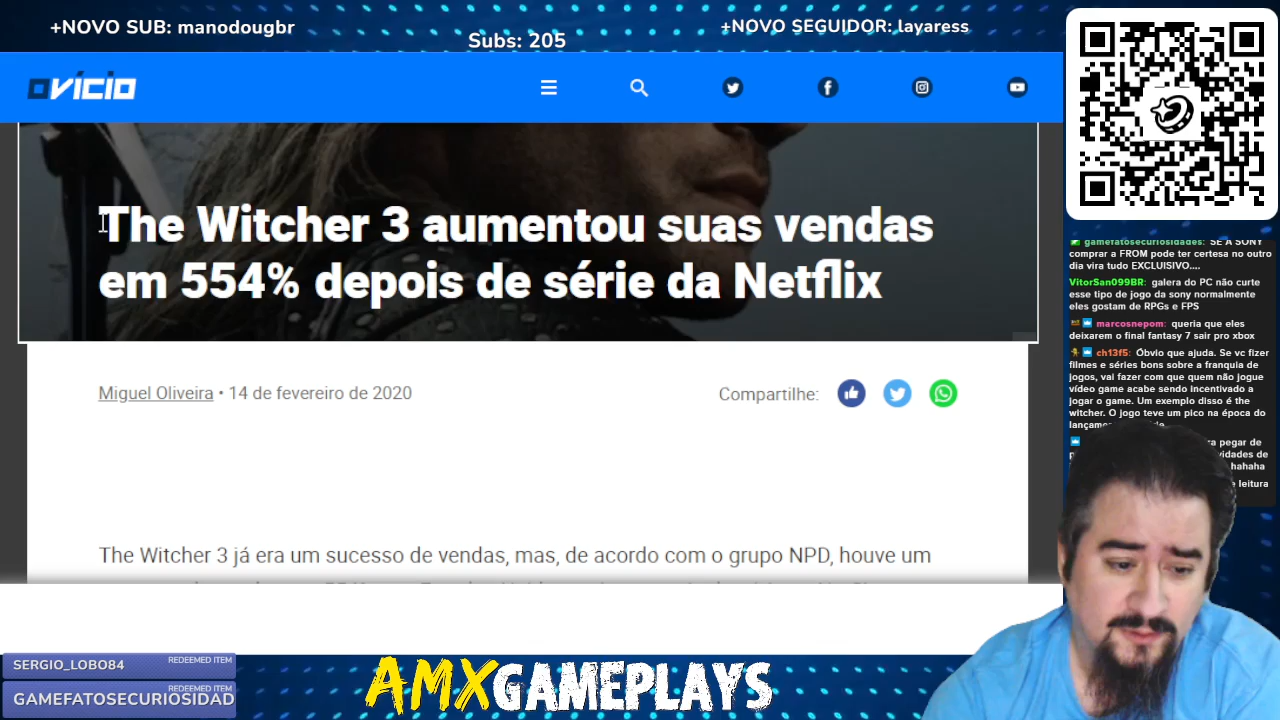 +NOVO SUB: manodougbr
Subs: 205
+NOVO SEGUIDOR: layaress
ovício
The Witcher 3 aumentou suas vendas
em 554% depois de série da Netflix
Miguel Oliveira • 14 de fevereiro de 2020
Compartilhe:
The Witcher 3 já era um sucesso de vendas, mas, de acordo com o grupo NPD, houve um
gamefatosecuriosidades: SE A SONY
comprar a FROM pode ter certesa no outro
dia vira tudo EXCLUSIVO....
VitorSan099BR: galera do PC não curte
esse tipo de jogo da sony normalmente
eles gostam de RPGs e FPS
marcosnepom: queria que eles
deixarem o final fantasy 7 sair pro xbox
ch13f5: Óbvio que ajuda. Se vc fizer
filmes e séries bons sobre a franquia de
jogos, vai fazer com que quem não jogue
vídeo game acabe sendo incentivado a
jogar o game. Um exemplo disso é the
witcher. O jogo teve um pico na época do
pegar de
hahaha
leitura
SERGIO_LOBO84
REDEEMED ITEM
GAMEFATOSECURIOSIDAD
REDEEMED ITEM
AMXGAMEPLAYS